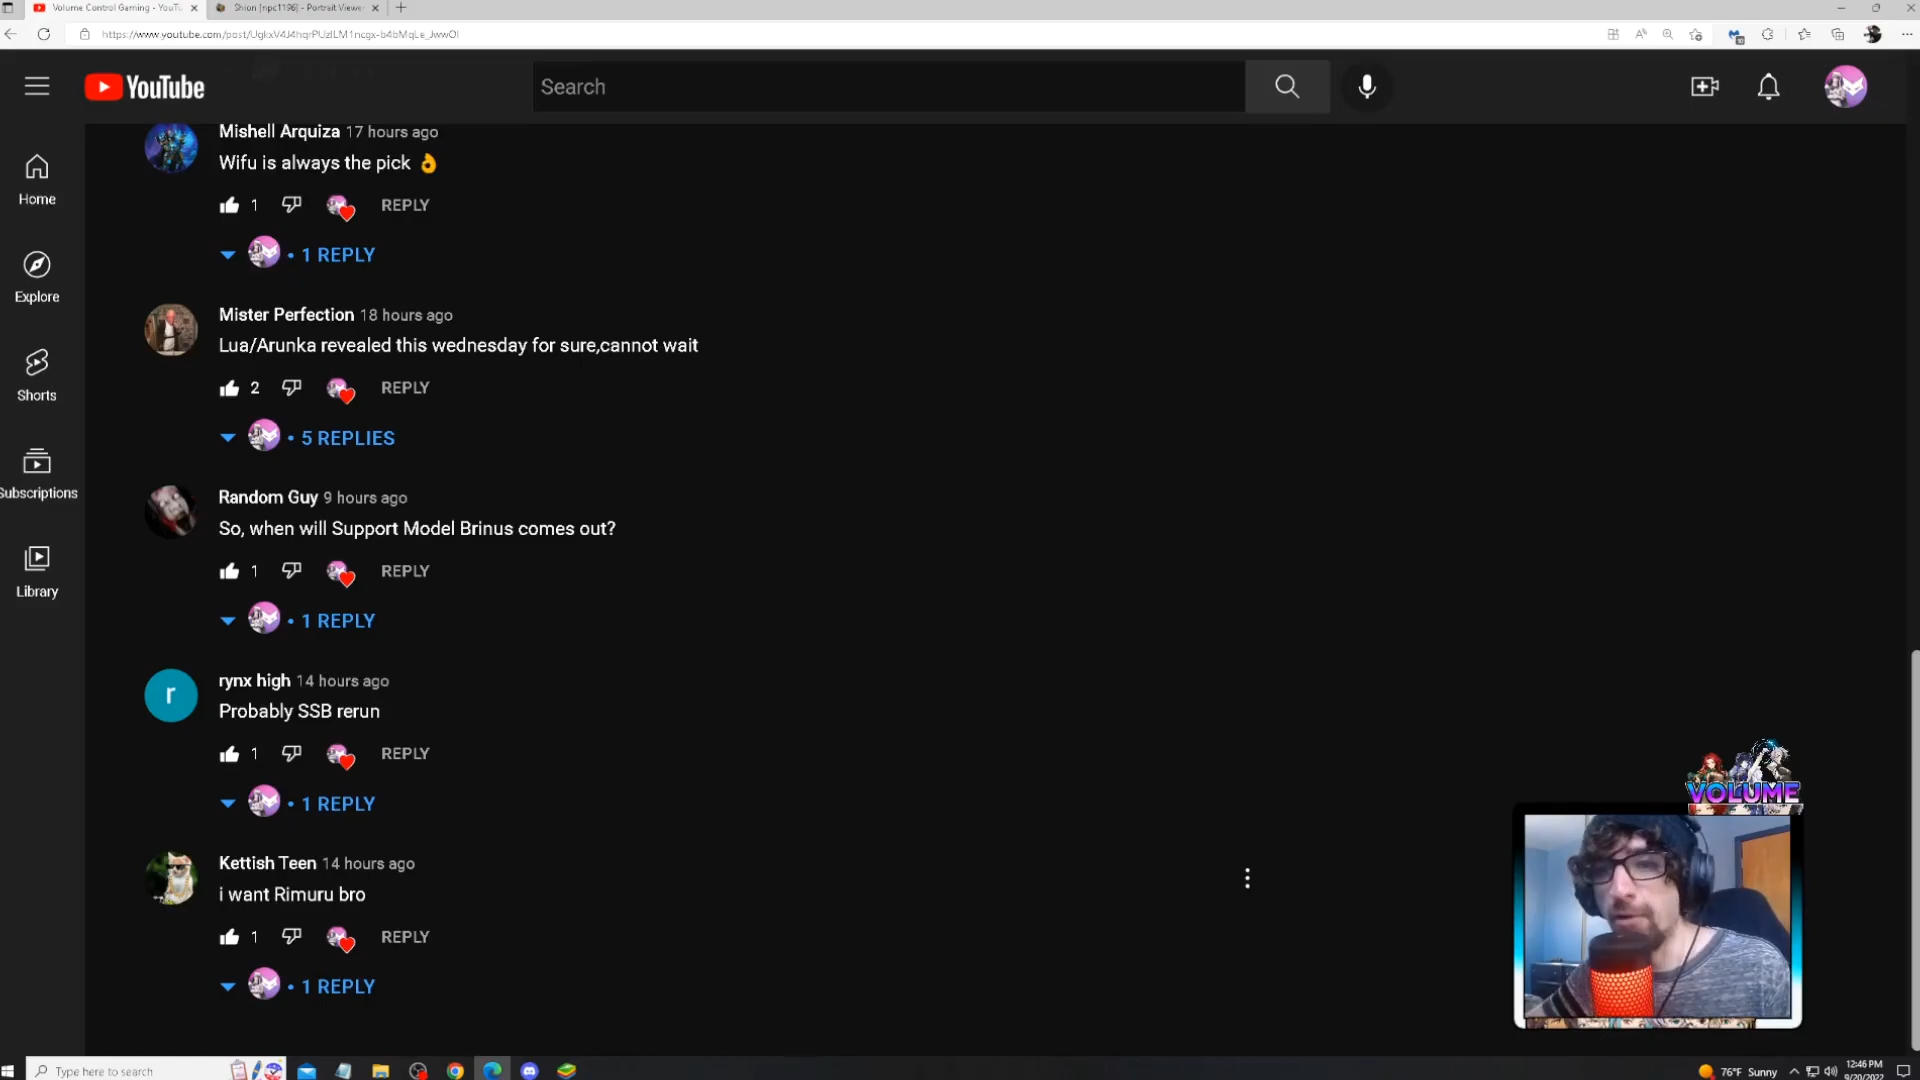 Volume Control Gaming - YouTu
Shion [npc1196] - Portrait Viewer
https://www.youtube.com/post/UgkxV4J4hqrPUzILM1ncgx-b4bMqLe_JwwOl
YouTube
Search
Home
Explore
Shorts
Subscriptions
Library
Mishell Arquiza 17 hours ago
Wifu is always the pick 👌
1 REPLY
• 1 REPLY
Mister Perfection 18 hours ago
Lua/Arunka revealed this wednesday for sure,cannot wait
2 REPLY
• 5 REPLIES
Random Guy 9 hours ago
So, when will Support Model Brinus comes out?
1 REPLY
• 1 REPLY
r
rynx high 14 hours ago
Probably SSB rerun
1 REPLY
• 1 REPLY
Kettish Teen 14 hours ago
i want Rimuru bro
1 REPLY
• 1 REPLY
VOLUME
Type here to search
76°F Sunny
12:46 PM
9/20/2022